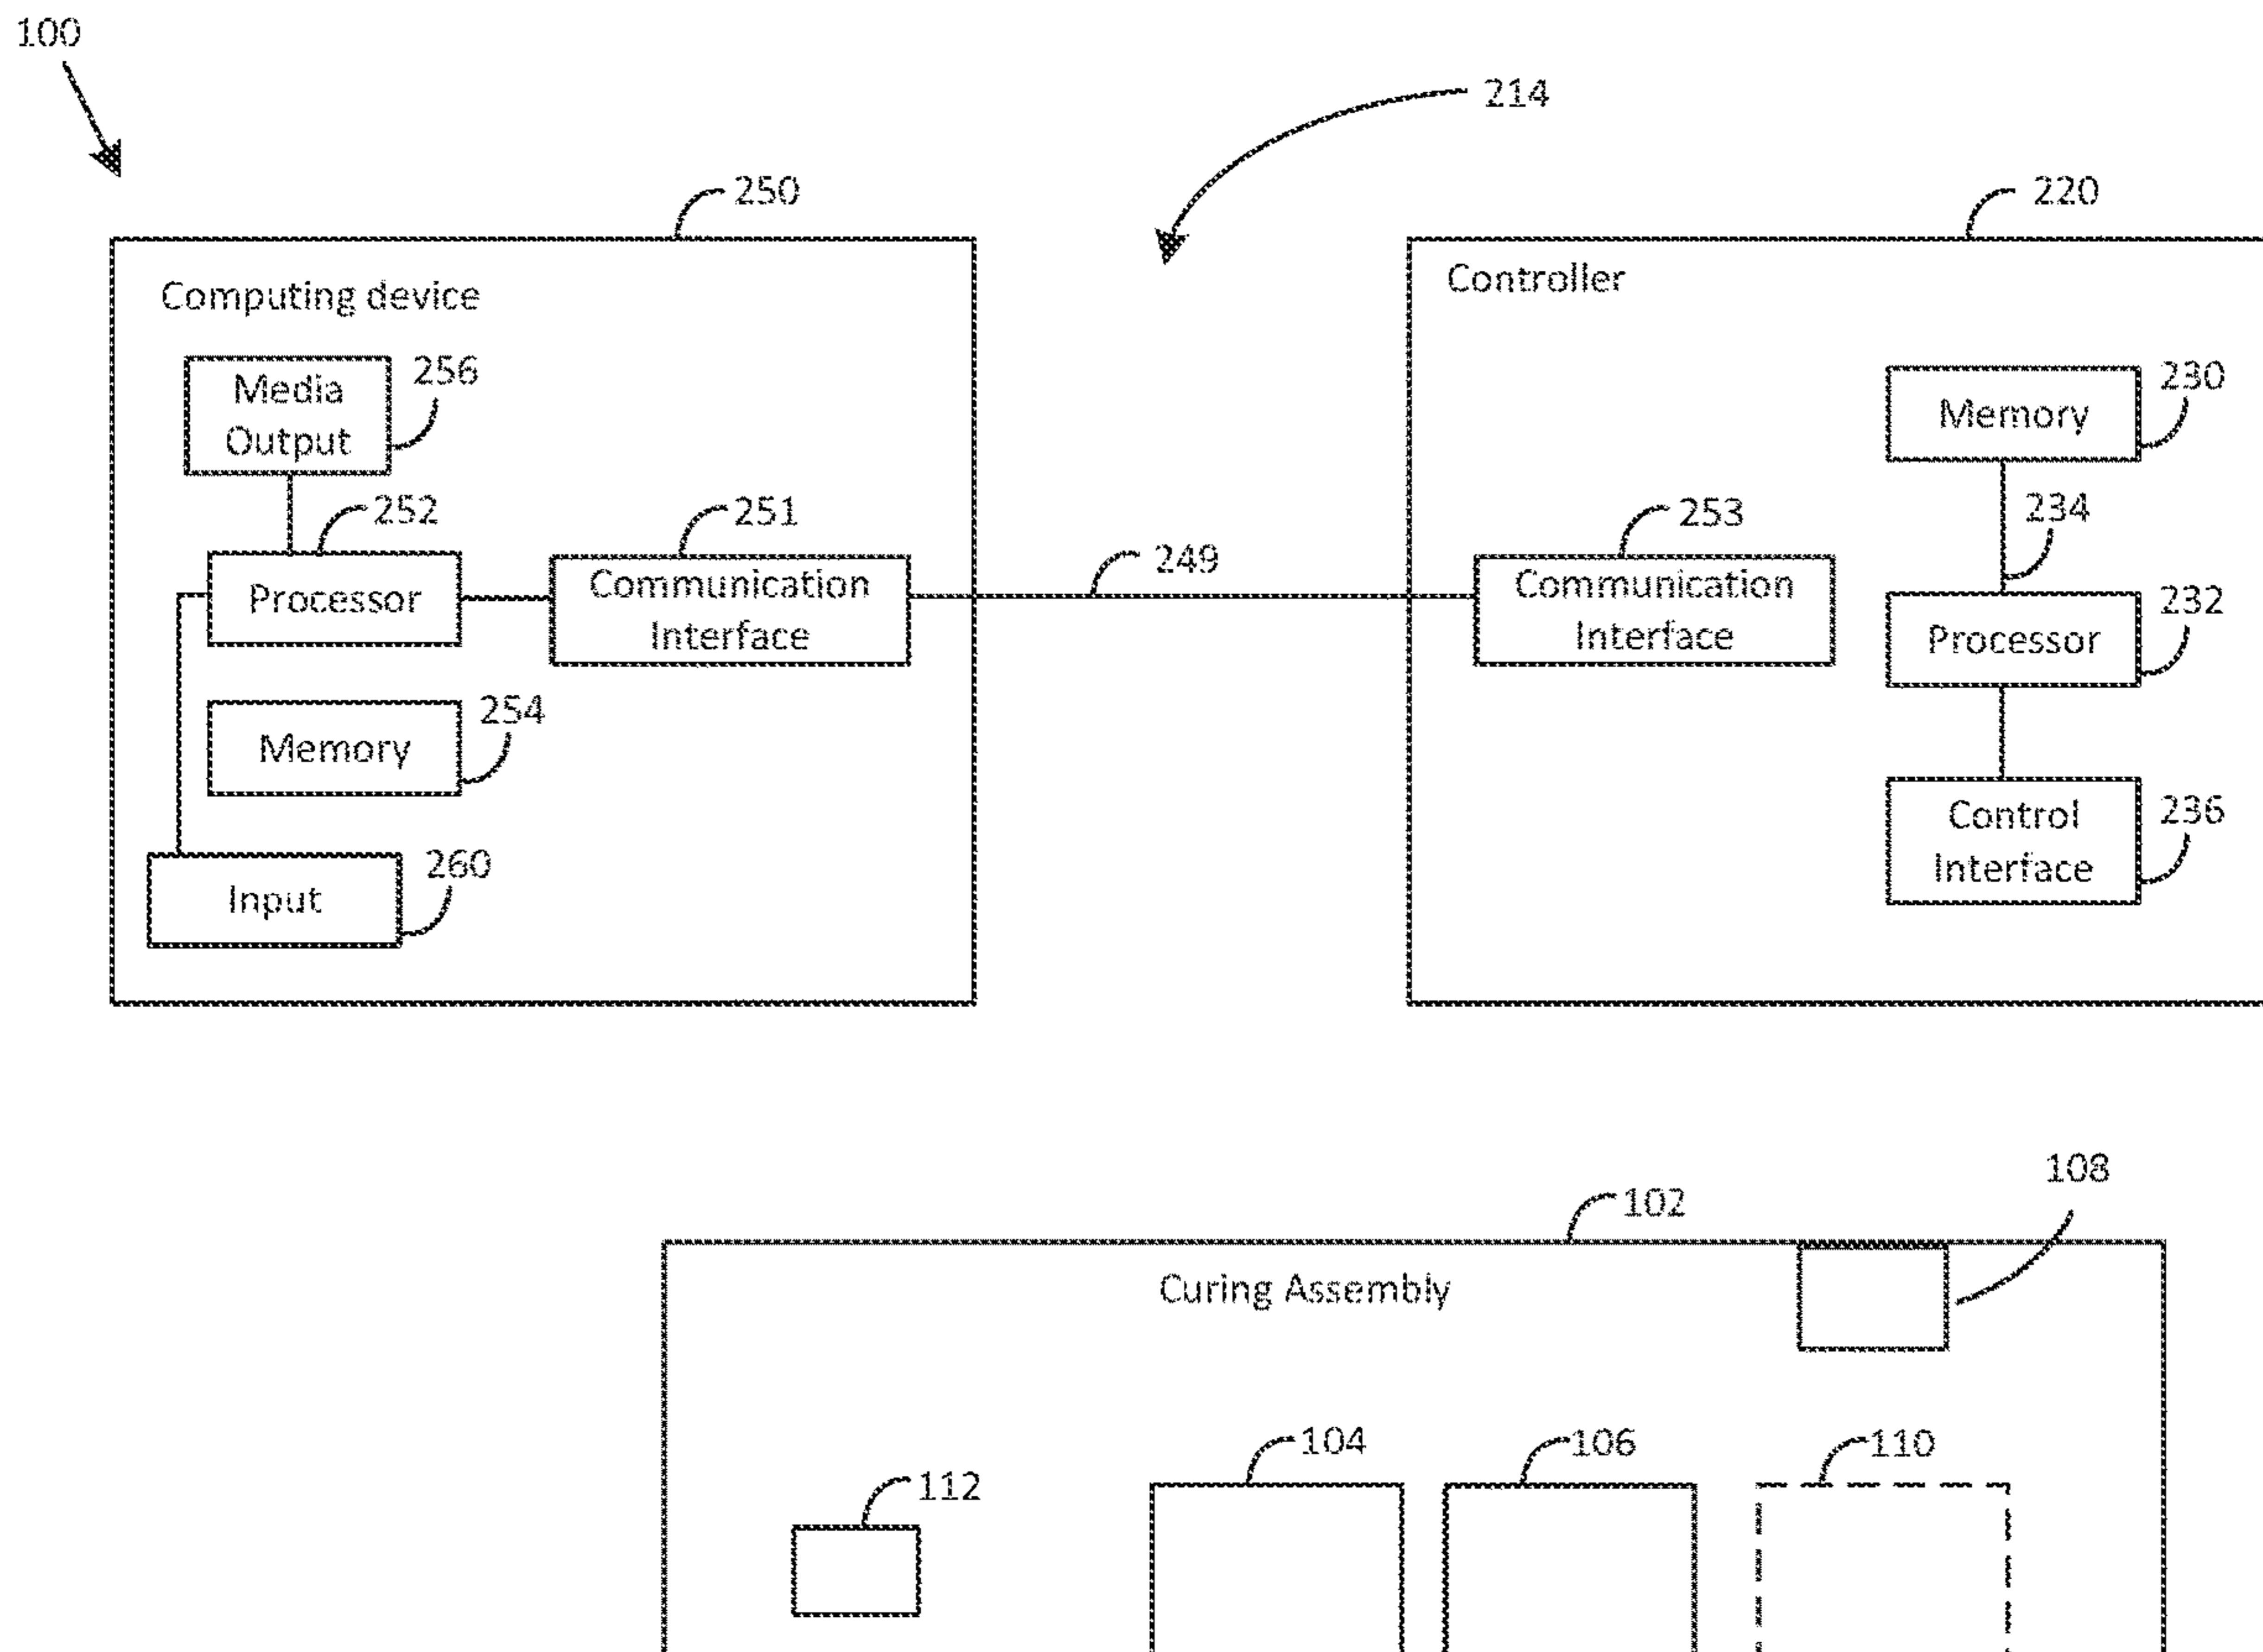 100
214
250
220
Computing device
Controller
Media
Output
256
Memory
230
252
251
253
234
249
Processor
Communication
Interface
Communication
Interface
Processor
232
254
Memory
Control
Interface
236
260
Input
108
102
Curing Assembly
104
106
110
112